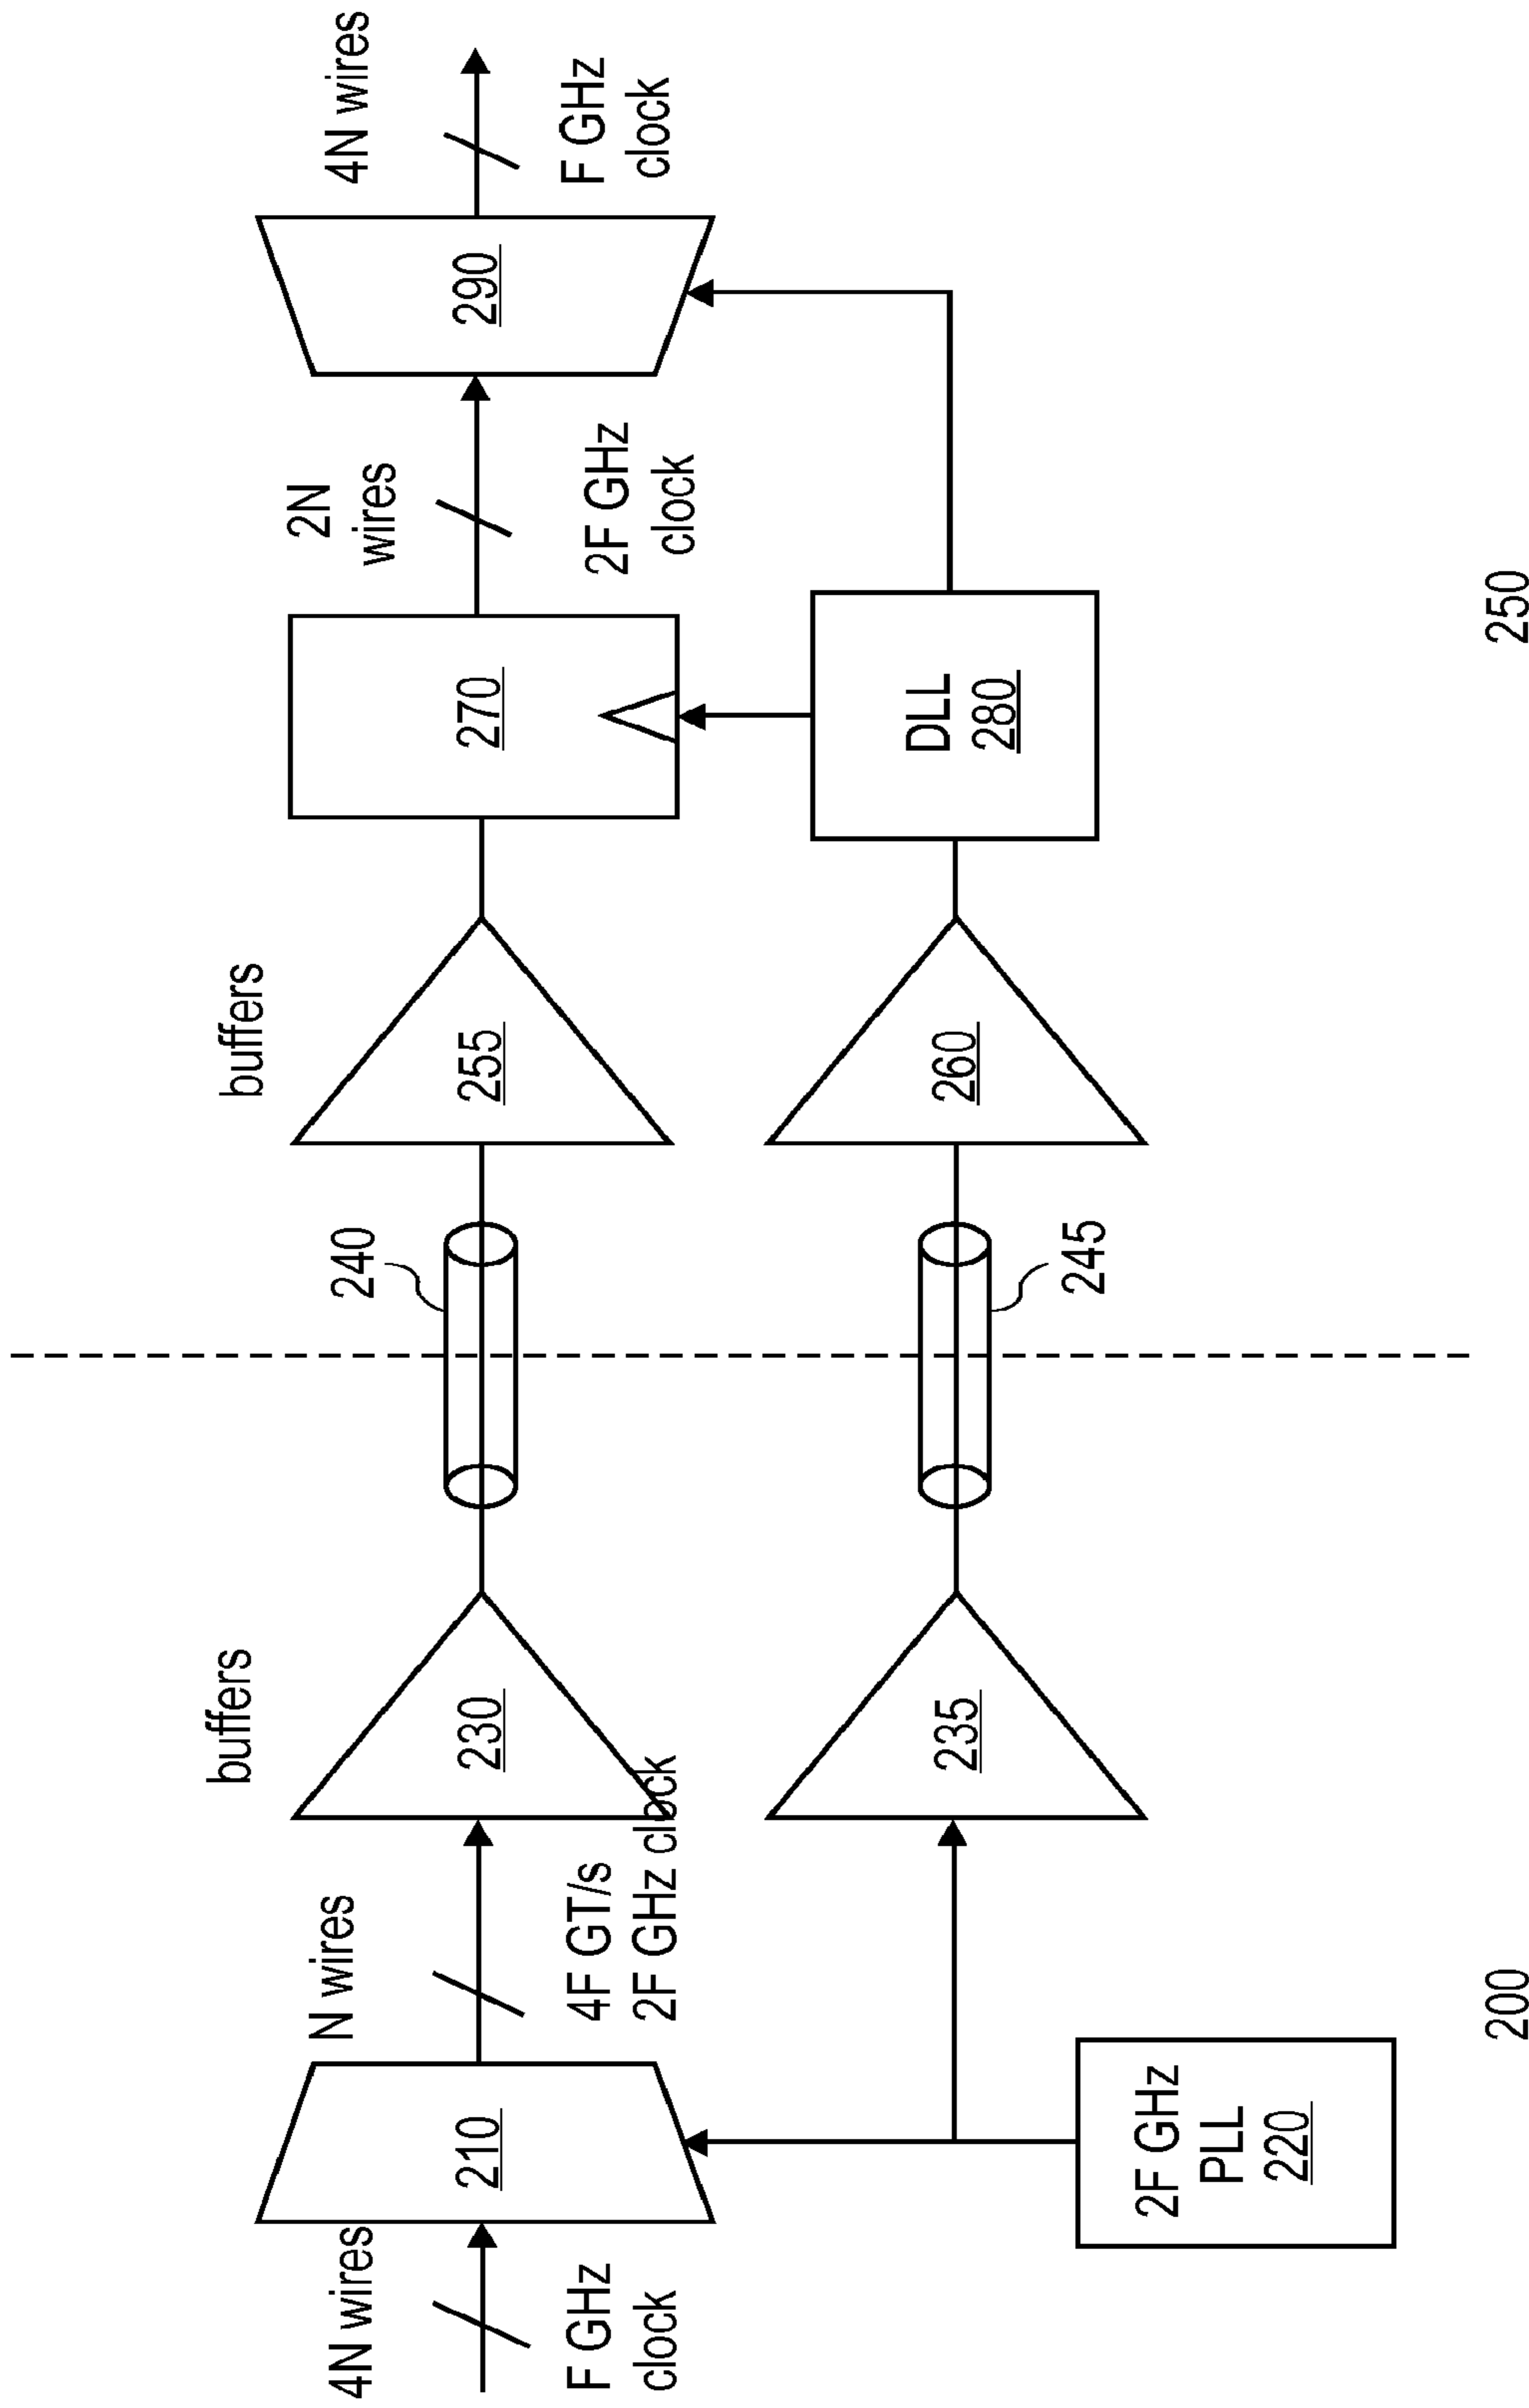 4N wires
F GHz
clock
210
N wires
4F GT/s
2F GHz clock
2F GHz
PLL
220
buffers
230
235
240
245
buffers
255
260
270
DLL
280
2N
wires
2F GHz
clock
290
4N wires
F GHz
clock
200
250